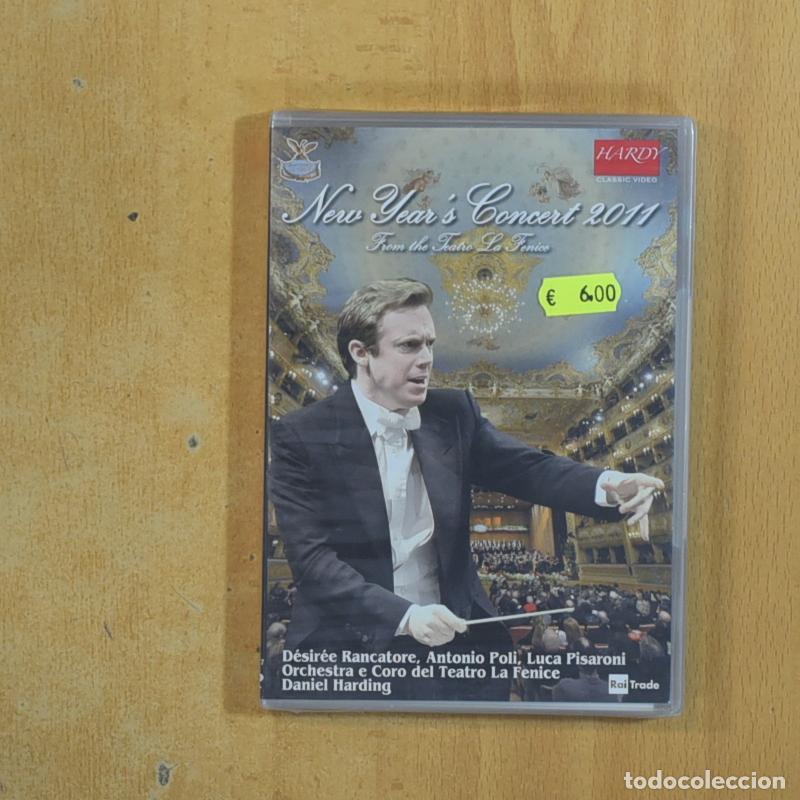 HARDY
CLASSIC VIDEO
New Year's Concert 2011
From the Teatro La Fenice
€ 6.00
Désirée Rancatore, Antonio Poli, Luca Pisaroni
Orchestra e Coro del Teatro La Fenice
Daniel Harding
Rai Trade
todocoleccion